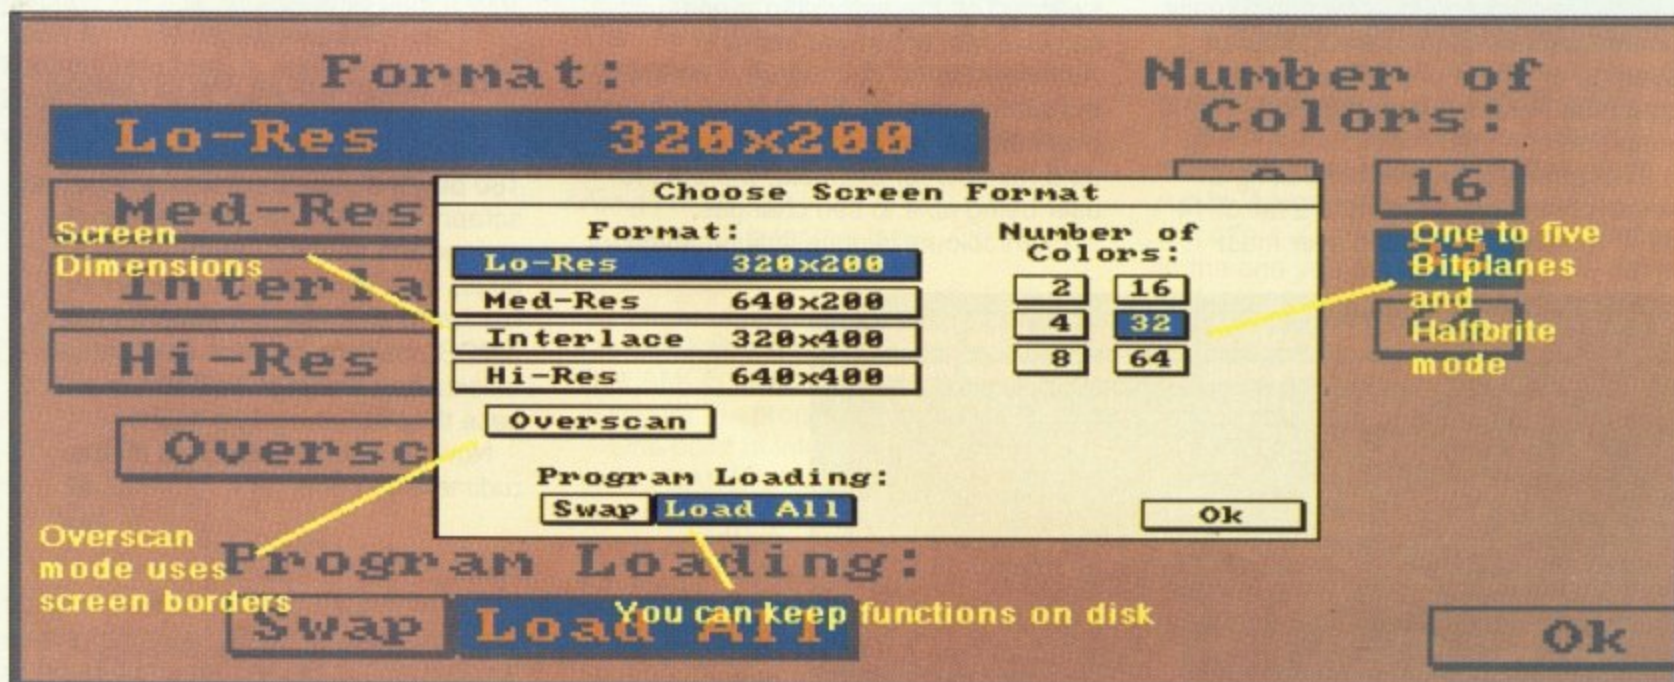 Format:
Number of
Colors:
Lo-Res 320x200
Med-Res
16
Hi-Res
Program Loading:
Swap Load All
Ok
Choose Screen Format
Format:
Number of
Colors:
Lo-Res 320x200
Med-Res 640x200
Interlace 320x400
Hi-Res 640x400
2 16
4 32
8 64
Overscan
Program Loading:
Swap Load All
Ok
Screen
Dimensions
One to five
Bitplanes
and
Halfbrite
mode
Overscan
mode uses
screen borders
You can keep functions on disk